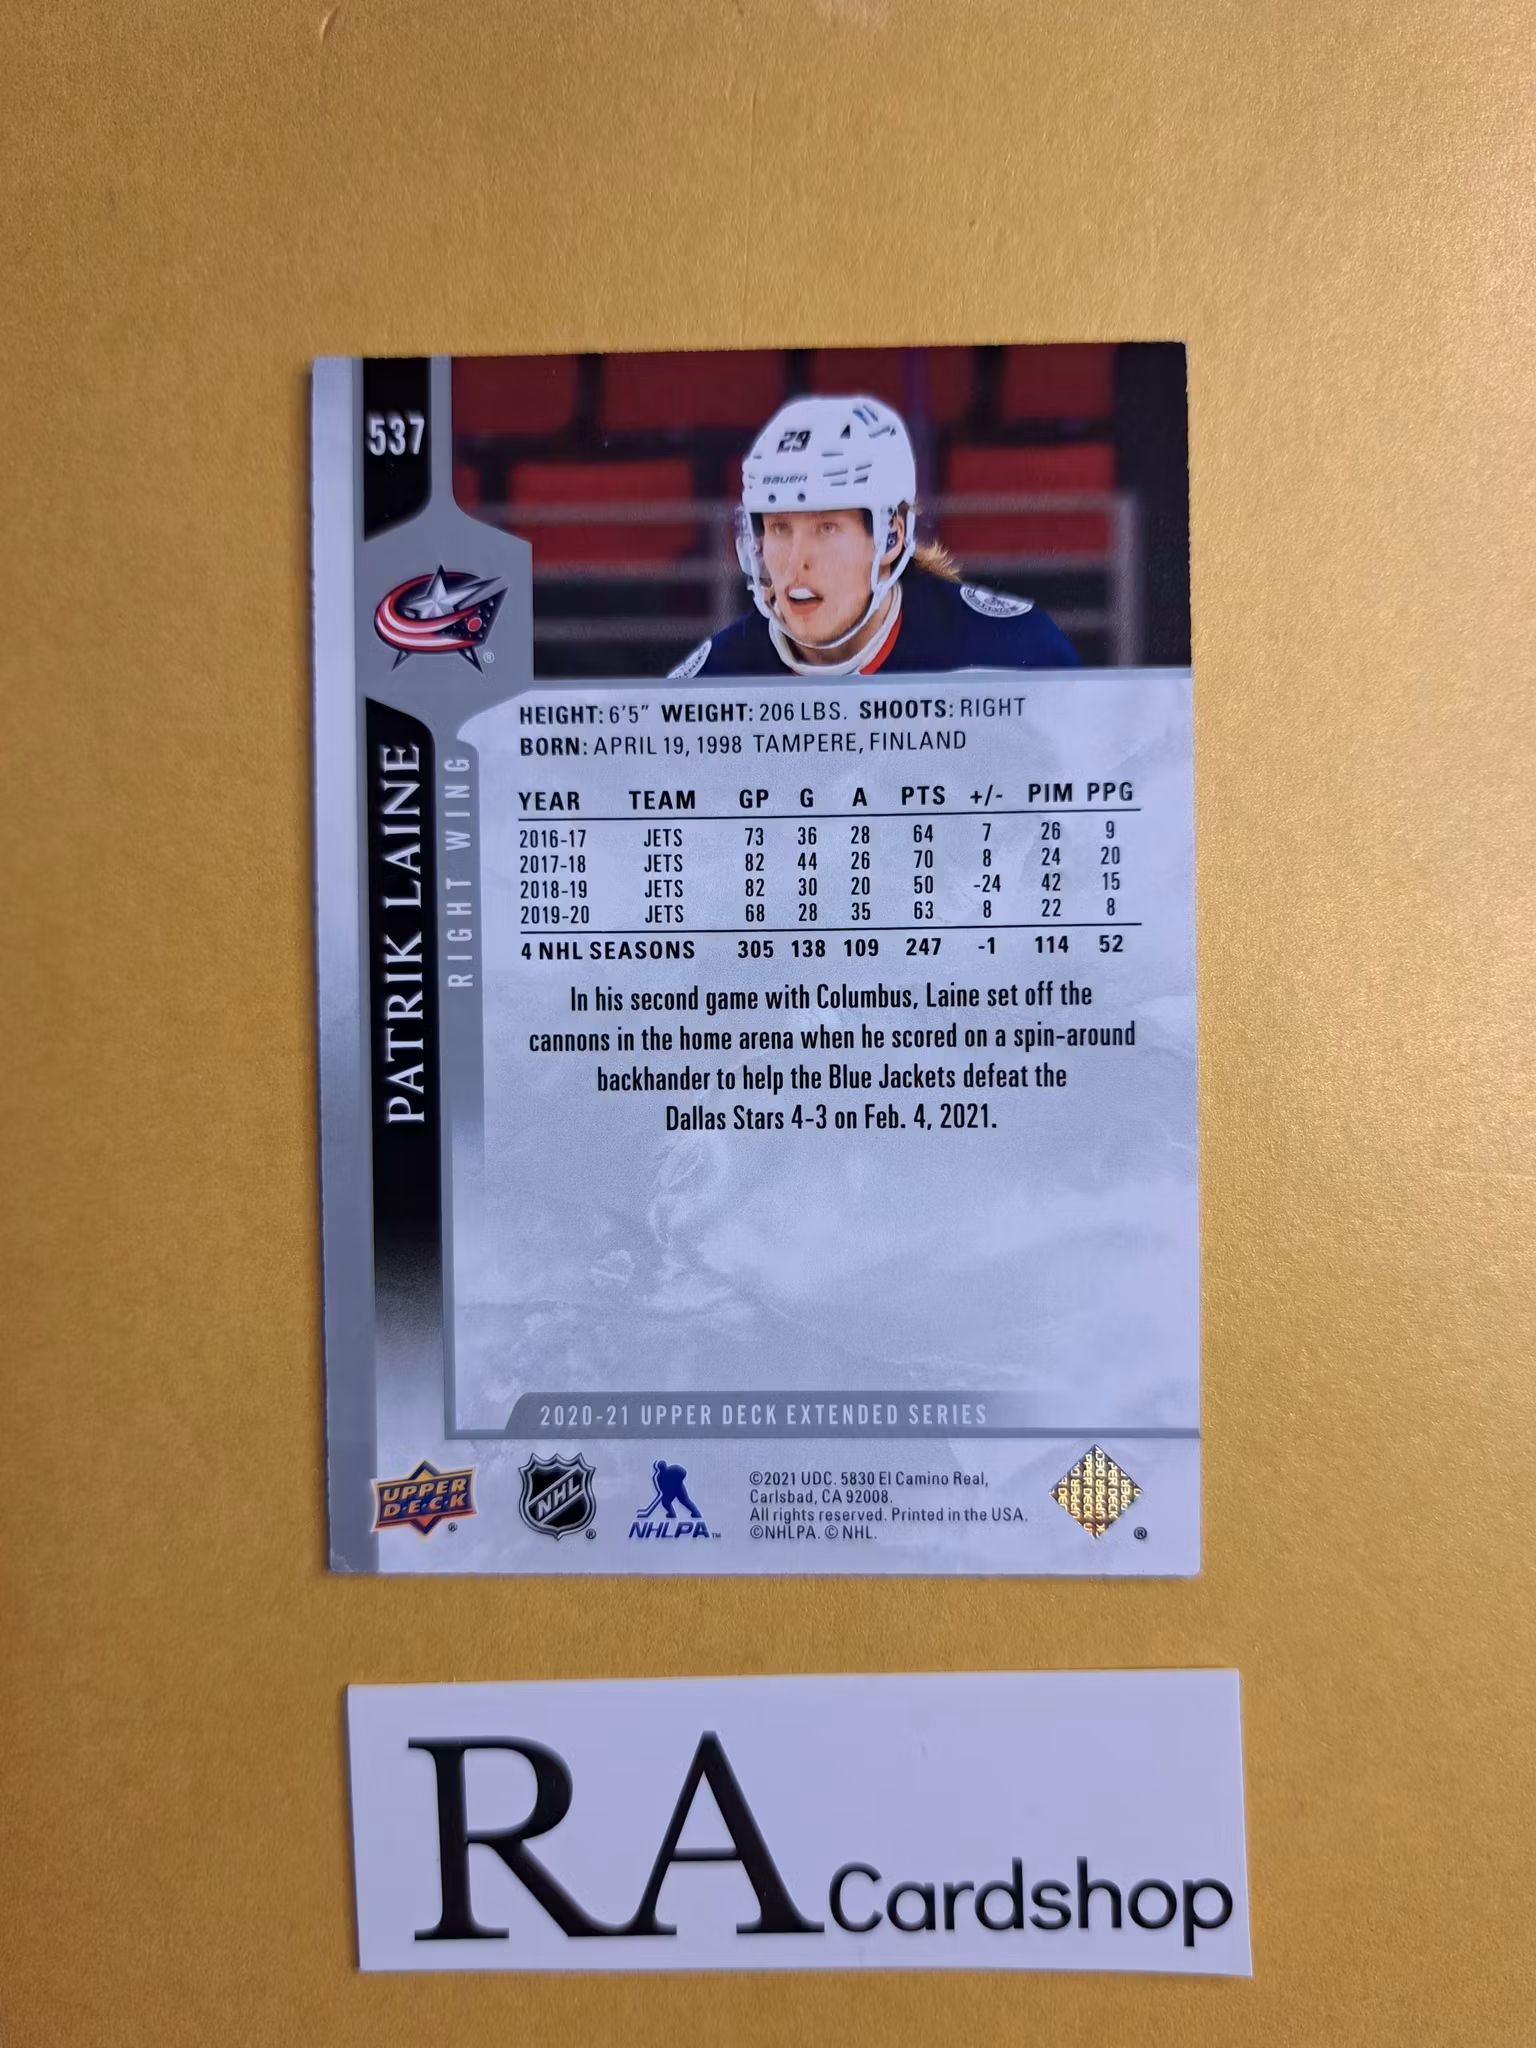 537
29
BAUER
PATRIK LAINE
RIGHT WING
HEIGHT: 6'5" WEIGHT: 206 LBS. SHOOTS: RIGHT
BORN: APRIL 19, 1998 TAMPERE, FINLAND
YEAR TEAM GP G A PTS +/- PIM PPG
2016-17 JETS 73 36 28 64 7 26 9
2017-18 JETS 82 44 26 70 8 24 20
2018-19 JETS 82 30 20 50 -24 42 15
2019-20 JETS 68 28 35 63 8 22 8
4 NHL SEASONS 305 138 109 247 -1 114 52
In his second game with Columbus, Laine set off the
cannons in the home arena when he scored on a spin-around
backhander to help the Blue Jackets defeat the
Dallas Stars 4-3 on Feb. 4, 2021.
2020-21 UPPER DECK EXTENDED SERIES
UPPER
D·E·C·K
®
NHL
®
NHLPA™
©2021 UDC. 5830 El Camino Real,
Carlsbad, CA 92008.
All rights reserved. Printed in the USA.
©NHLPA. © NHL.
UPPER DECK
®
RA Cardshop